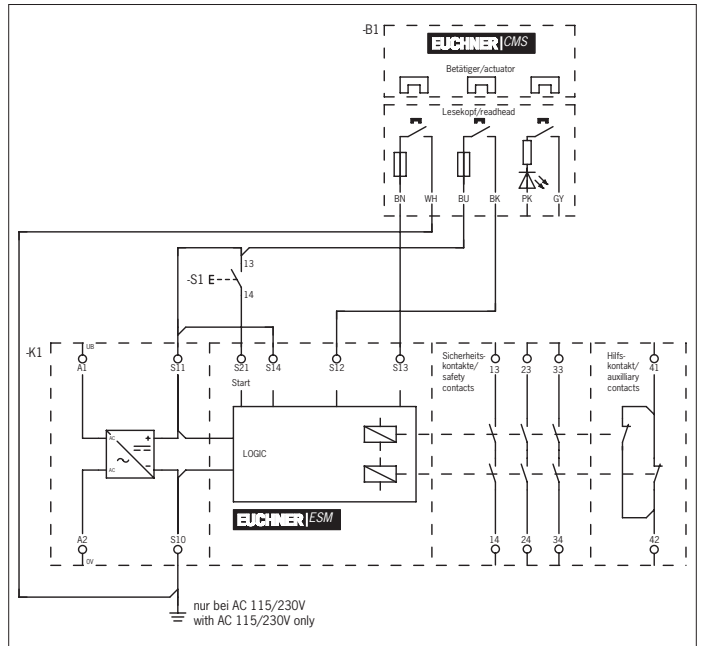 -B1
EUCHNER CMS
Betätiger/actuator
Lesekopf/readhead
BN WH BU BK PK GY
13
-S1 E
14
-K1
UB
A1 S11 S21 S14 S12 S13
Sicherheits-
kontakte/
safety
contacts
13 23 33
Hilfs-
kontakt/
auxilliary
contacts
41
Start
AC
AC
LOGIC
EUCHNER ESM
A2 S10 14 24 34 42
0V
nur bei AC 115/230V
with AC 115/230V only